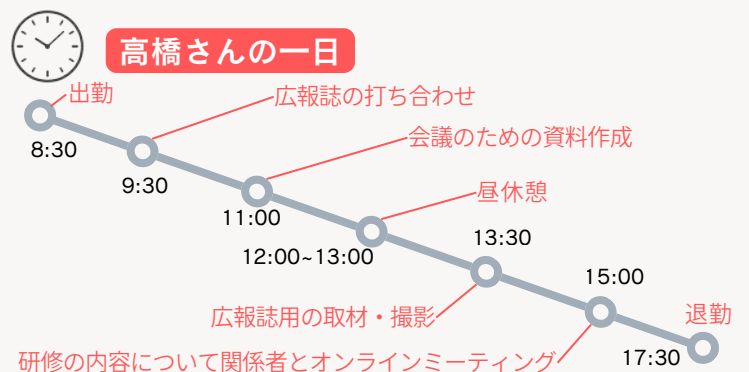 高橋さんの一日
出勤
8:30
広報誌の打ち合わせ
9:30
会議のための資料作成
11:00
昼休憩
12:00~13:00
13:30
広報誌用の取材・撮影
15:00
研修の内容について関係者とオンラインミーティング
退勤
17:30